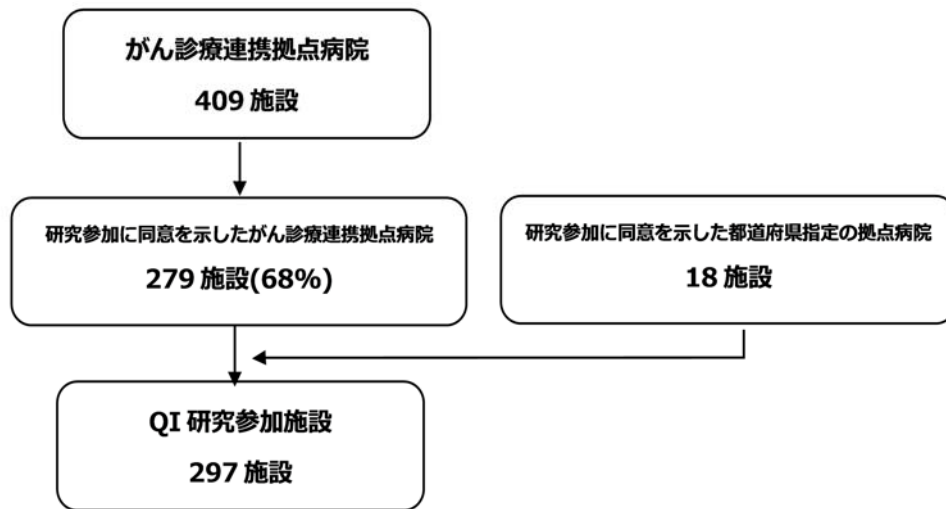 がん診療連携拠点病院
409 施設
研究参加に同意を示したがん診療連携拠点病院
279 施設(68%)
研究参加に同意を示した都道府県指定の拠点病院
18 施設
QI 研究参加施設
297 施設